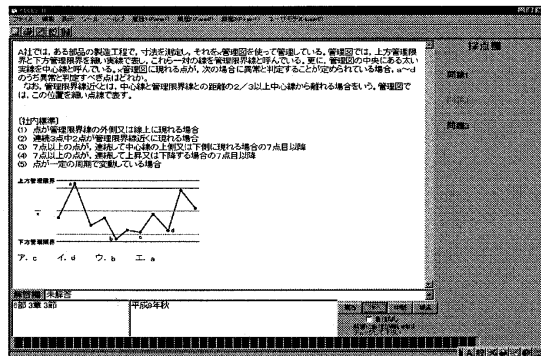 A社では、ある部品の製造工程で、寸法を測定し、それをx管理図を使って管理している。管理図では、上方管理限
界と下方管理限界を細い実線で表し、これら一対の線を管理限界線と呼んでいる。更に、管理図の中央にある太い
実線を中心線と呼んでいる。x管理図に現れる点が、次の場合に異常と判定することが定められている場合、a〜d
のうち異常と判定すべき点はどれか。
なお、管理限界線近くとは、中心線と管理限界線との距離の2/3以上中心線から離れる場合をいう。管理図で
は、この位置を細い点線で表す。
[社内標準]
(1) 点が管理限界線の外側又は線上に現れる場合
(2) 連続3点中2点が管理限界線近くに現れる場合
(3) 7点以上の点が、連続して中心線の上側又は下側に現れる場合の7点目以降
(4) 7点以上の点が、連続して上昇又は下降する場合の7点目以降
(5) 点が一定の周期で変動している場合
上方管理限界
a
x
b
c
d
下方管理限界
ア. c イ. d ウ. b エ. a
解答欄 未解答
I部 3章 3節
平成9年秋
採点欄
問題1
問題3